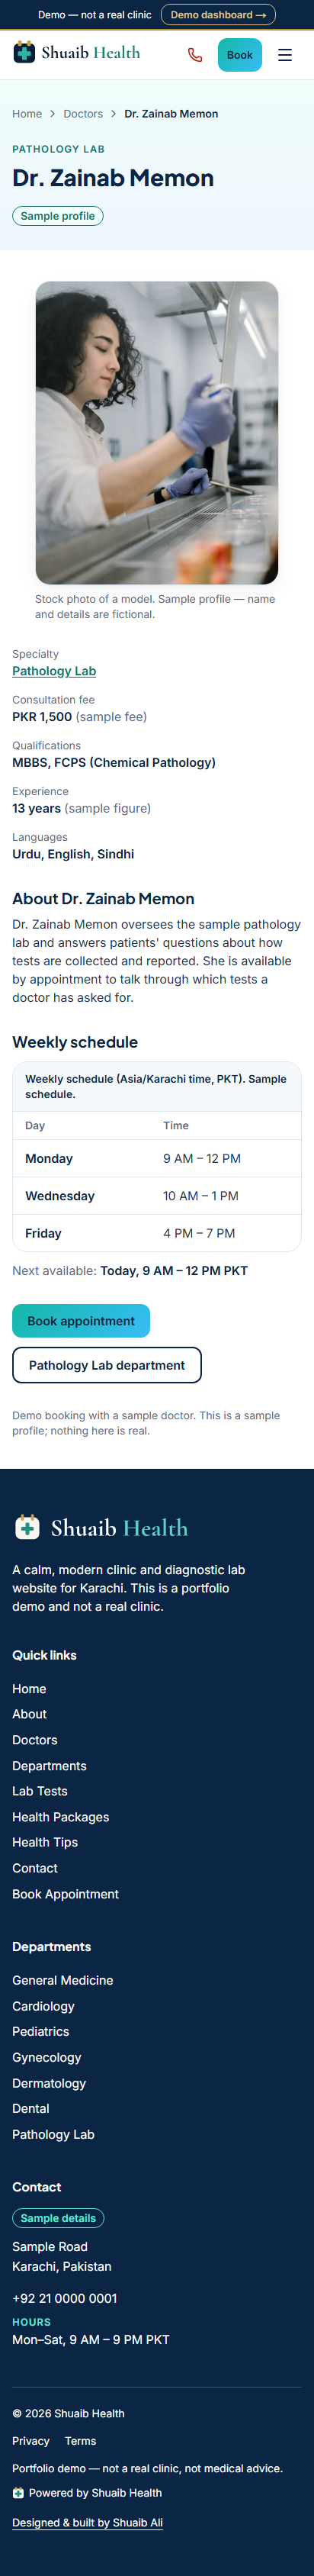 Demo — not a real clinic Demo dashboard →
Shuaib Health Book
Home > Doctors > Dr. Zainab Memon
PATHOLOGY LAB
Dr. Zainab Memon
Sample profile
Stock photo of a model. Sample profile — name
and details are fictional.
Specialty
Pathology Lab
Consultation fee
PKR 1,500 (sample fee)
Qualifications
MBBS, FCPS (Chemical Pathology)
Experience
13 years (sample figure)
Languages
Urdu, English, Sindhi
About Dr. Zainab Memon
Dr. Zainab Memon oversees the sample pathology
lab and answers patients' questions about how
tests are collected and reported. She is available
by appointment to talk through which tests a
doctor has asked for.
Weekly schedule
Weekly schedule (Asia/Karachi time, PKT). Sample
schedule.
Day Time
Monday 9 AM – 12 PM
Wednesday 10 AM – 1 PM
Friday 4 PM – 7 PM
Next available: Today, 9 AM – 12 PM PKT
Book appointment
Pathology Lab department
Demo booking with a sample doctor. This is a sample
profile; nothing here is real.
Shuaib Health
A calm, modern clinic and diagnostic lab
website for Karachi. This is a portfolio
demo and not a real clinic.
Quick links
Home
About
Doctors
Departments
Lab Tests
Health Packages
Health Tips
Contact
Book Appointment
Departments
General Medicine
Cardiology
Pediatrics
Gynecology
Dermatology
Dental
Pathology Lab
Contact
Sample details
Sample Road
Karachi, Pakistan
+92 21 0000 0001
HOURS
Mon–Sat, 9 AM – 9 PM PKT
© 2026 Shuaib Health
Privacy Terms
Portfolio demo — not a real clinic, not medical advice.
Powered by Shuaib Health
Designed & built by Shuaib Ali